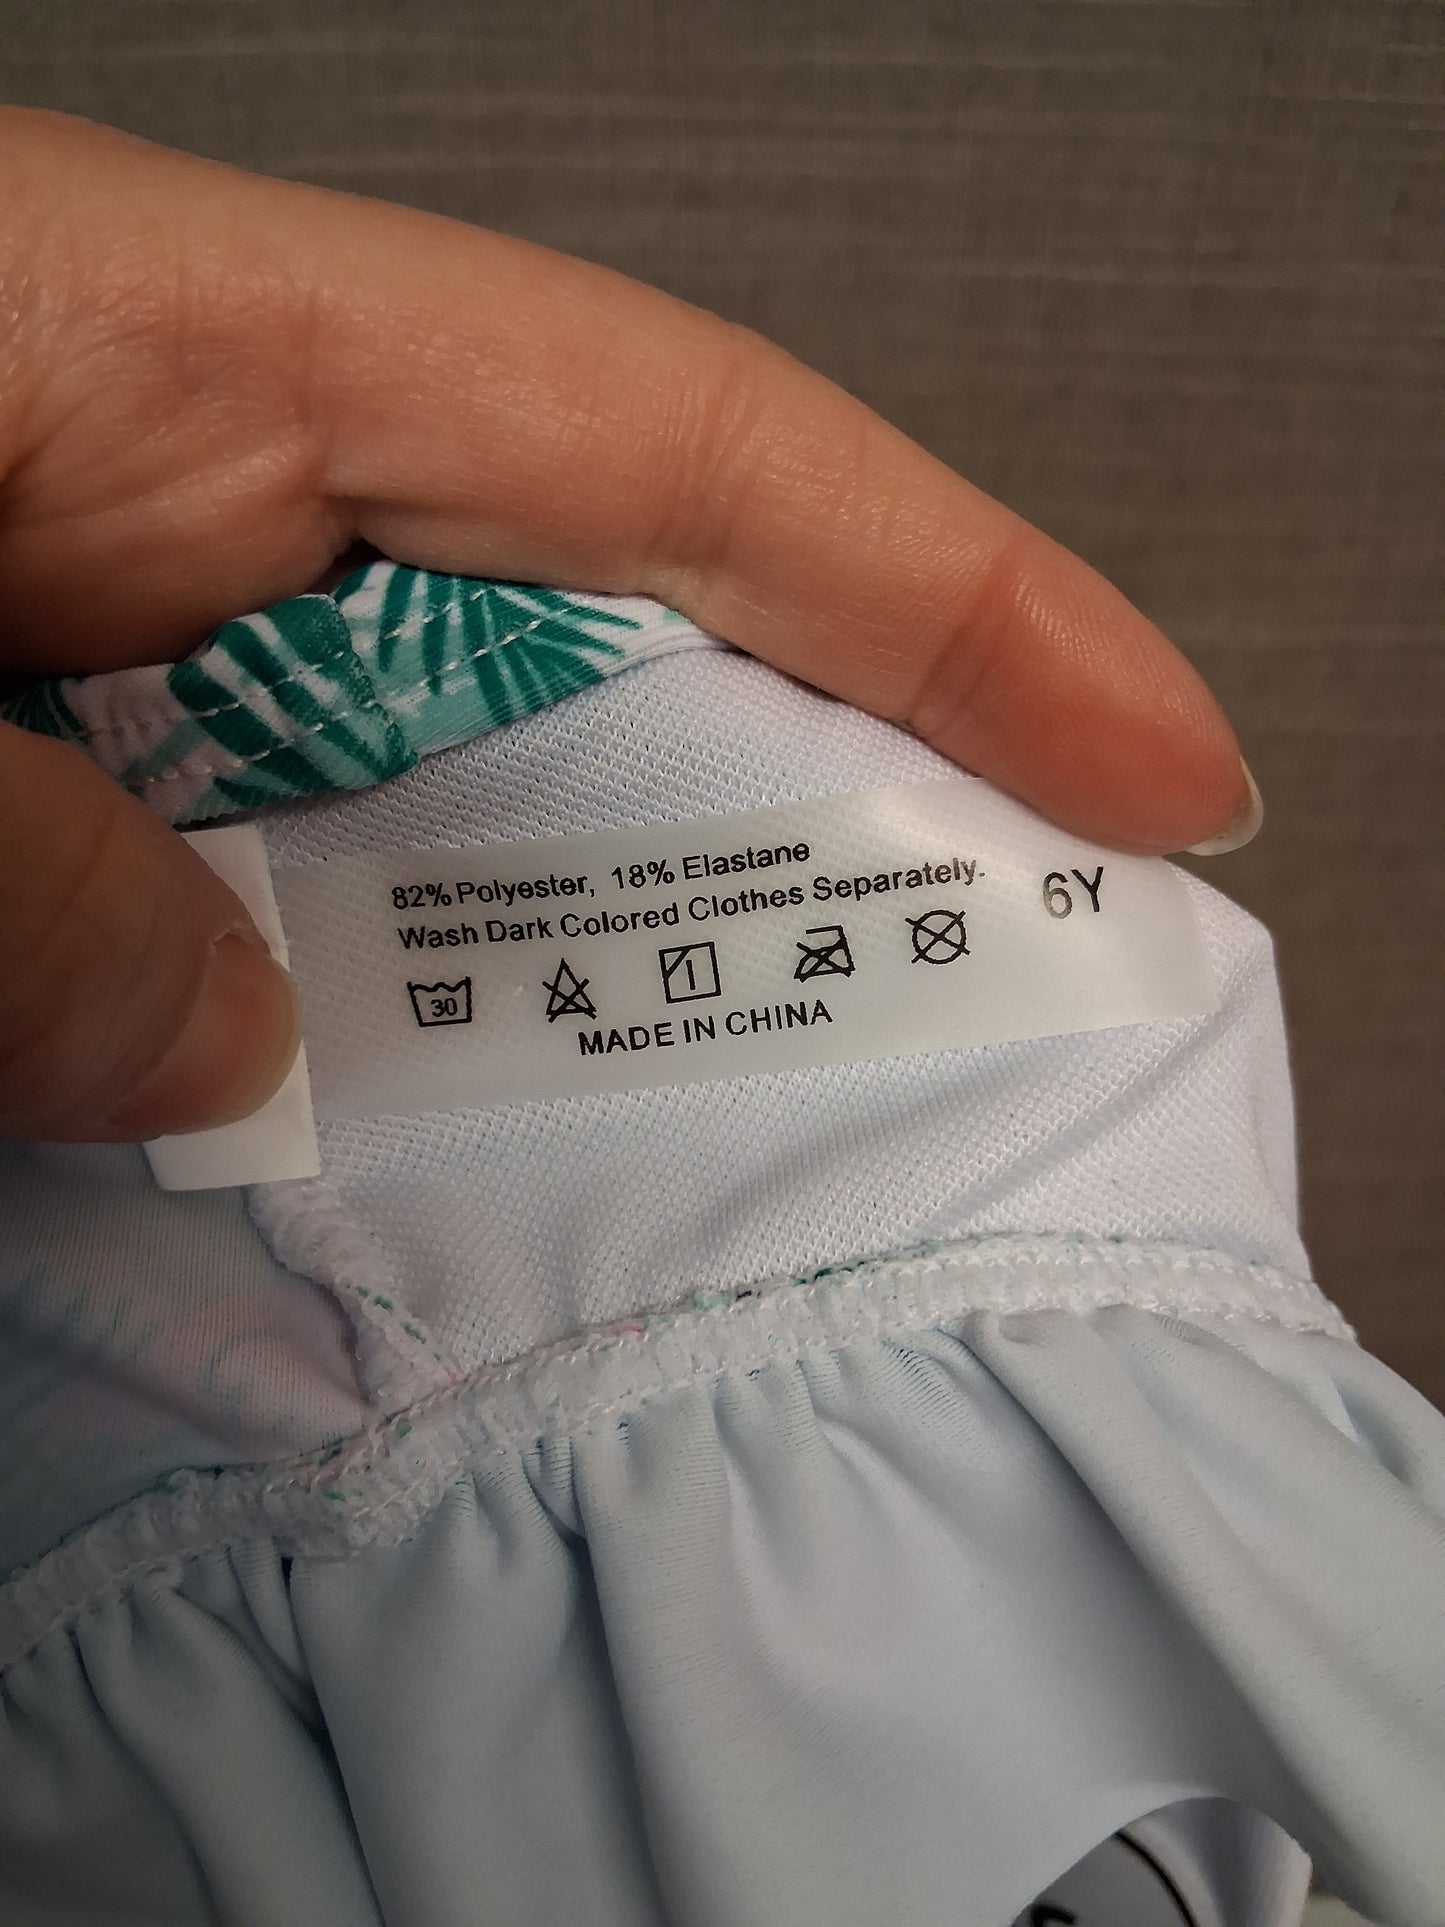 82% Polyester, 18% Elastane
Wash Dark Colored Clothes Separately.
6Y
30
MADE IN CHINA